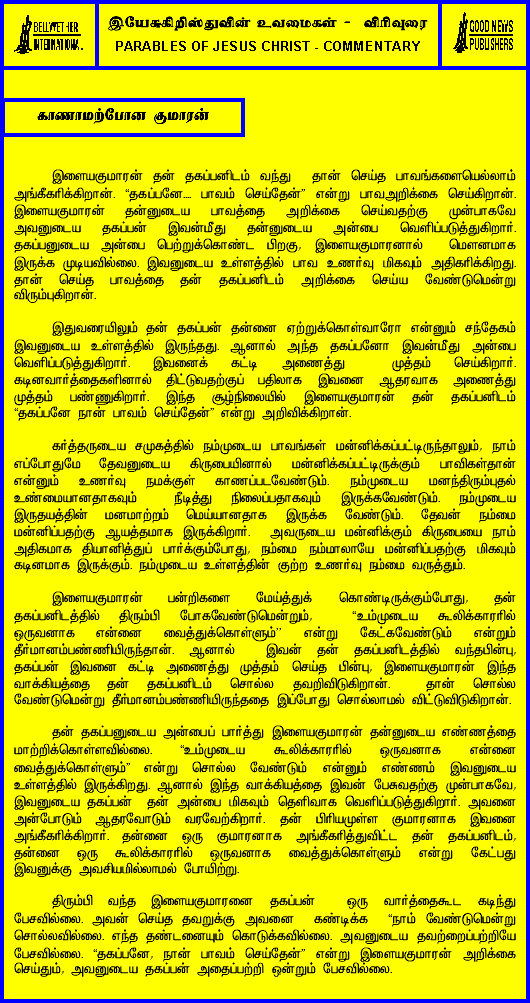 BELLWETHER
INTERNATIONAL
இயேசுகிறிஸ்துவின் உவமைகள் - விரிவுரை
PARABLES OF JESUS CHRIST - COMMENTARY
GOOD NEWS
PUBLISHERS
காணாமற்போன குமாரன்
இளையகுமாரன் தன் தகப்பனிடம் வந்து தான் செய்த பாவங்களையெல்லாம்
அங்கீகரிக்கிறான். “தகப்பனே.... பாவம் செய்தேன்” என்று பாவஅறிக்கை செய்கிறான்.
இளையகுமாரன் தன்னுடைய பாவத்தை அறிக்கை செய்வதற்கு முன்பாகவே
அவனுடைய தகப்பன் இவன்மீது தன்னுடைய அன்பை வெளிப்படுத்துகிறார்.
தகப்பனுடைய அன்பை பெற்றுக்கொண்ட பிறகு, இளையகுமாரனால் மௌனமாக
இருக்க முடியவில்லை. இவனுடைய உள்ளத்தில் பாவ உணர்வு மிகவும் அதிகரிக்கிறது.
தான் செய்த பாவத்தை தன் தகப்பனிடம் அறிக்கை செய்ய வேண்டுமென்று
விரும்புகிறான்.
இதுவரையிலும் தன் தகப்பன் தன்னை ஏற்றுக்கொள்வாரோ என்னும் சந்தேகம்
இவனுடைய உள்ளத்தில் இருந்தது. ஆனால் அந்த தகப்பனோ இவன்மீது அன்பை
வெளிப்படுத்துகிறார். இவனைக் கட்டி அணைத்து முத்தம் செய்கிறார்.
கடினவார்த்தைகளினால் திட்டுவதற்குப் பதிலாக இவனை ஆதரவாக அணைத்து
முத்தம் பண்ணுகிறார். இந்த சூழ்நிலையில் இளையகுமாரன் தன் தகப்பனிடம்
“தகப்பனே நான் பாவம் செய்தேன்” என்று அறிவிக்கிறான்.
கர்த்தருடைய சமுகத்தில் நம்முடைய பாவங்கள் மன்னிக்கப்பட்டிருந்தாலும், நாம்
எப்போதுமே தேவனுடைய கிருபையினால் மன்னிக்கப்பட்டிருக்கும் பாவிகள்தான்
என்னும் உணர்வு நமக்குள் காணப்படவேண்டும். நம்முடைய மனந்திரும்புதல்
உண்மையானதாகவும் நீடித்து நிலைப்பதாகவும் இருக்கவேண்டும். நம்முடைய
இருதயத்தின் மனமாற்றம் மெய்யானதாக இருக்க வேண்டும். தேவன் நம்மை
மன்னிப்பதற்கு ஆயத்தமாக இருக்கிறார். அவருடைய மன்னிக்கும் கிருபையை நாம்
அதிகமாக தியானித்துப் பார்க்கும்போது, நம்மை நம்மாலாயே மன்னிப்பதற்கு மிகவும்
கடினமாக இருக்கும். நம்முடைய உள்ளத்தின் குற்ற உணர்வு நம்மை வருத்தும்.
இளையகுமாரன் பன்றிகளை மேய்த்துக் கொண்டிருக்கும்போது, தன்
தகப்பனிடத்தில் திரும்பி போகவேண்டுமென்றும், “உம்முடைய கூலிக்காரரில்
ஒருவனாக என்னை வைத்துக்கொள்ளும்” என்று கேட்கவேண்டும் என்றும்
தீர்மானம்பண்ணியிருந்தான். ஆனால் இவன் தன் தகப்பனிடத்தில் வந்தபின்பு,
தகப்பன் இவனை கட்டி அணைத்து முத்தம் செய்த பின்பு, இளையகுமாரன் இந்த
வாக்கியத்தை தன் தகப்பனிடம் சொல்ல தவறிவிடுகிறான். தான் சொல்ல
வேண்டுமென்று தீர்மானம்பண்ணியிருந்ததை இப்போது சொல்லாமல் விட்டுவிடுகிறான்.
தன் தகப்பனுடைய அன்பைப் பார்த்து இளையகுமாரன் தன்னுடைய எண்ணத்தை
மாற்றிக்கொள்ளவில்லை. “உம்முடைய கூலிக்காரரில் ஒருவனாக என்னை
வைத்துக்கொள்ளும்” என்று சொல்ல வேண்டும் என்னும் எண்ணம் இவனுடைய
உள்ளத்தில் இருக்கிறது. ஆனால் இந்த வாக்கியத்தை இவன் பேசுவதற்கு முன்பாகவே,
இவனுடைய தகப்பன் தன் அன்பை மிகவும் தெளிவாக வெளிப்படுத்துகிறார். அவனை
அன்போடும் ஆதரவோடும் வரவேற்கிறார். தன் பிரியமுள்ள குமாரனாக இவனை
அங்கீகரிக்கிறார். தன்னை ஒரு குமாரனாக அங்கீகரித்துவிட்ட தன் தகப்பனிடம்,
தன்னை ஒரு கூலிக்காரரில் ஒருவனாக வைத்துக்கொள்ளும் என்று கேட்பது
இவனுக்கு அவசியமில்லாமல் போயிற்று.
திரும்பி வந்த இளையகுமாரனை தகப்பன் ஒரு வார்த்தைகூட கடிந்து
பேசவில்லை. அவன் செய்த தவறுக்கு அவனை கண்டிக்க “நாம் வேண்டுமென்று
சொல்லவில்லை. எந்த தண்டனையும் கொடுக்கவில்லை. அவனுடைய தவற்றைப்பற்றியே
பேசவில்லை. “தகப்பனே, நான் பாவம் செய்தேன்” என்று இளையகுமாரன் அறிக்கை
செய்தும், அவனுடைய தகப்பன் அதைப்பற்றி ஒன்றும் பேசவில்லை.